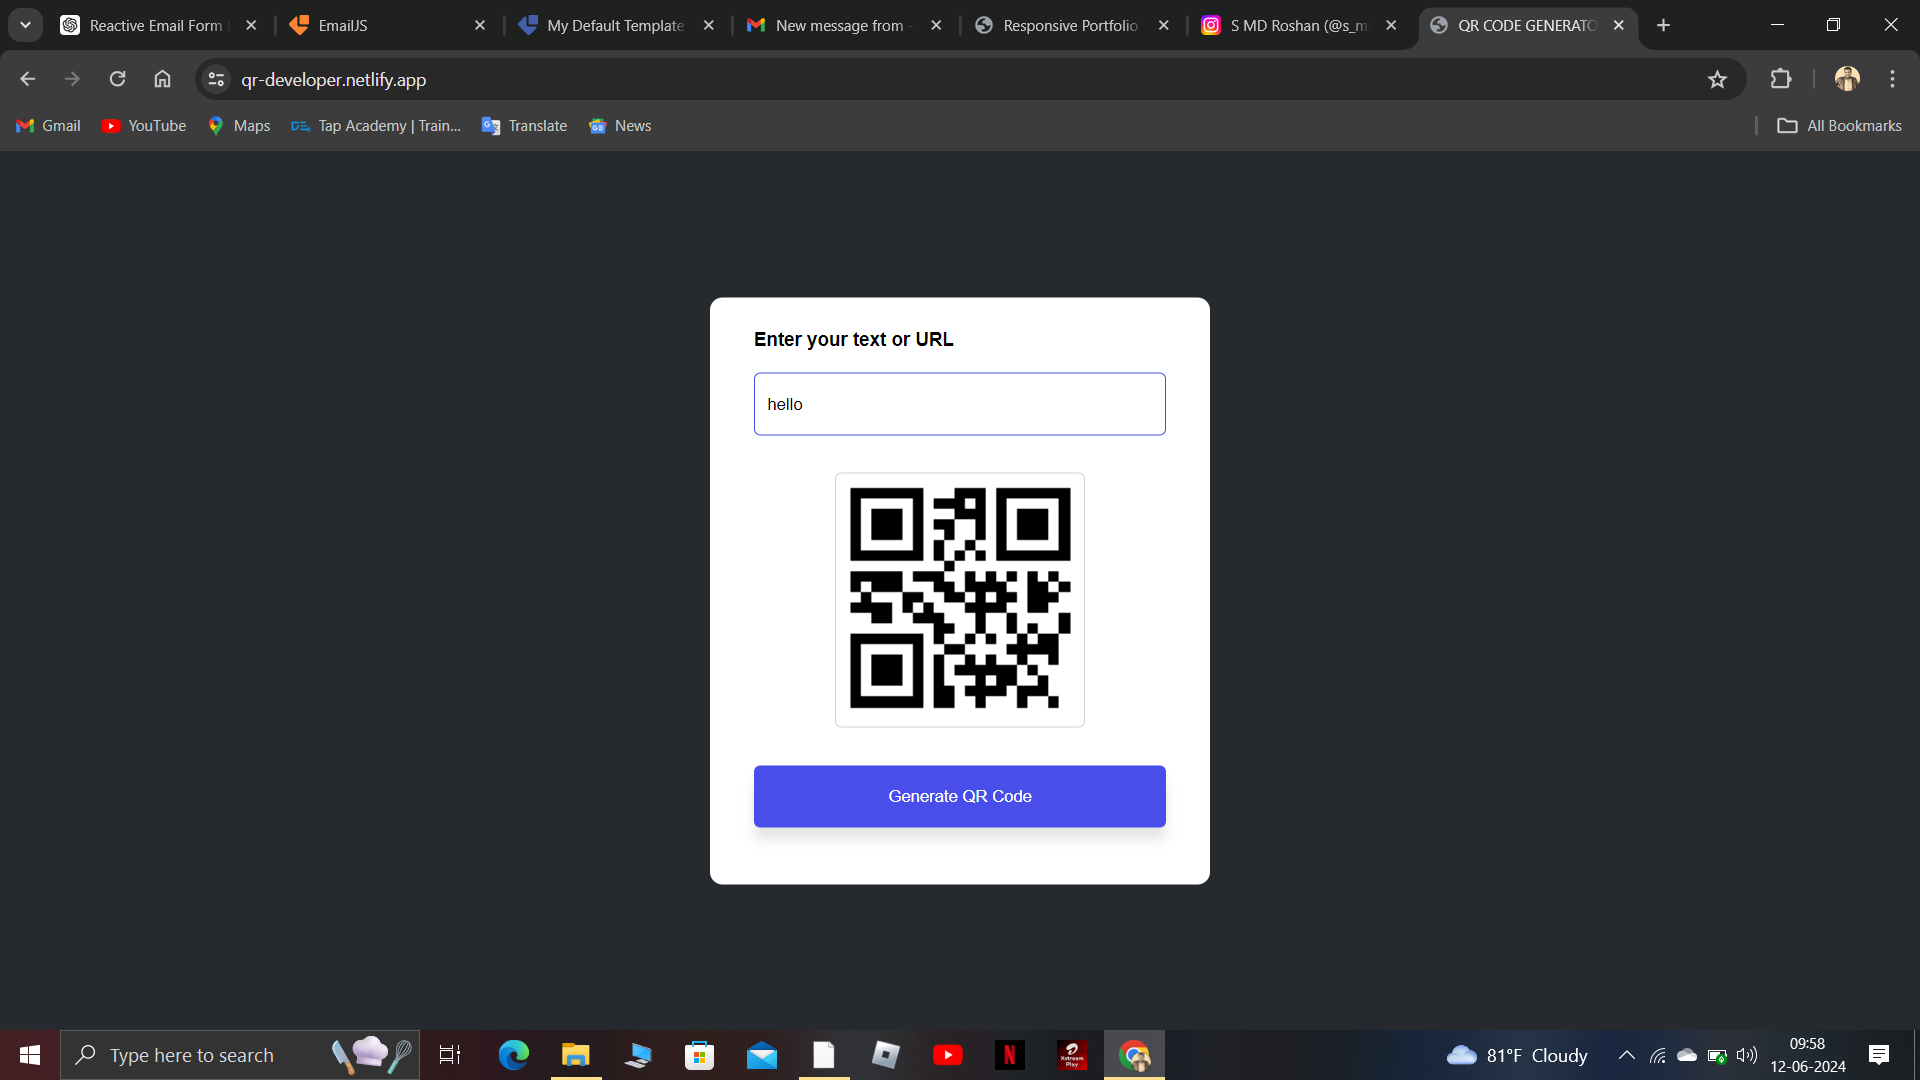 Reactive Email Form
EmailJS
My Default Template
New message from -
Responsive Portfolio
S MD Roshan (@s_m
QR CODE GENERATO
qr-developer.netlify.app
Gmail
YouTube
Maps
Tap Academy | Train...
Translate
News
All Bookmarks
Enter your text or URL
hello
Generate QR Code
Type here to search
N
Xstream
Play
81°F Cloudy
09:58
12-06-2024